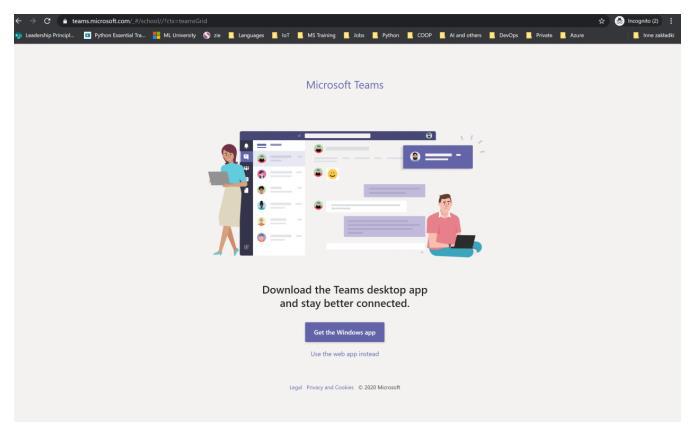 teams.microsoft.com/_#/school//?ctx=teamsGrid
Incognito (2)
Leadership Principl...
Python Essential Tra...
ML University
zie
Languages
IoT
MS Training
Jobs
Python
COOP
AI and others
DevOps
Private
Azure
Inne zakładki
Microsoft Teams
Download the Teams desktop app
and stay better connected.
Get the Windows app
Use the web app instead
Legal Privacy and Cookies © 2020 Microsoft